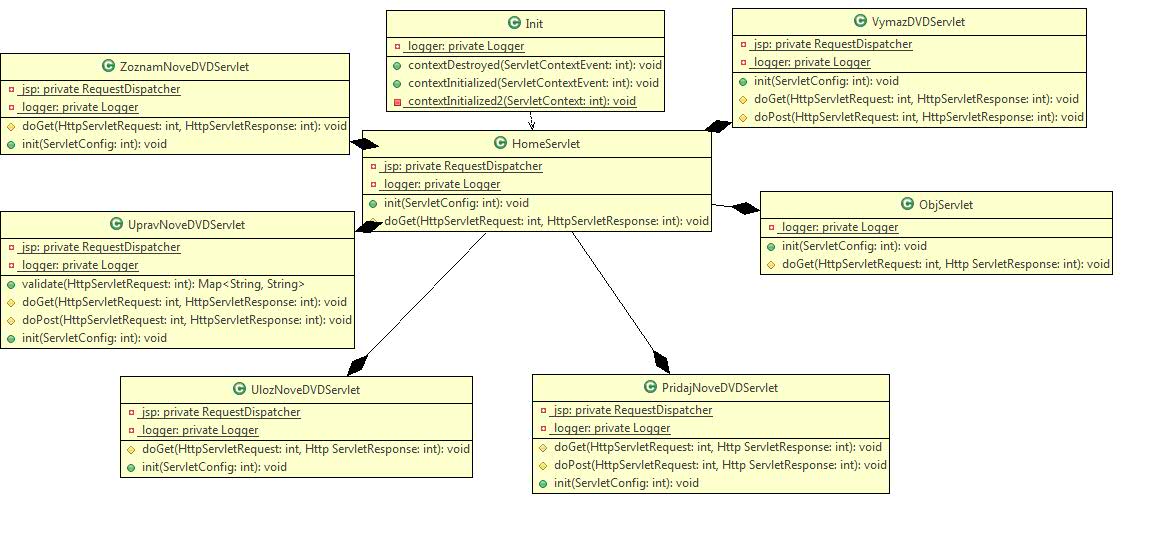 Init
logger: private Logger
contextDestroyed(ServletContextEvent: int): void
contextInitialized(ServletContextEvent: int): void
contextInitialized2(ServletContext: int): void
VymazDVDServlet
jsp: private RequestDispatcher
logger: private Logger
init(ServletConfig: int): void
doGet(HttpServletRequest: int, HttpServletResponse: int): void
doPost(HttpServletRequest: int, HttpServletResponse: int): void
ZoznamNoveDVDServlet
jsp: private RequestDispatcher
logger: private Logger
doGet(HttpServletRequest: int, HttpServletResponse: int): void
init(ServletConfig: int): void
HomeServlet
jsp: private RequestDispatcher
logger: private Logger
init(ServletConfig: int): void
doGet(HttpServletRequest: int, HttpServletResponse: int): void
ObjServlet
logger: private Logger
init(ServletConfig: int): void
doGet(HttpServletRequest: int, Http ServletResponse: int): void
UpravNoveDVDServlet
jsp: private RequestDispatcher
logger: private Logger
validate(HttpServletRequest: int): Map<String, String>
doGet(HttpServletRequest: int, HttpServletResponse: int): void
doPost(HttpServletRequest: int, HttpServletResponse: int): void
init(ServletConfig: int): void
UlozNoveDVDServlet
jsp: private RequestDispatcher
logger: private Logger
doGet(HttpServletRequest: int, Http ServletResponse: int): void
init(ServletConfig: int): void
PridajNoveDVDServlet
jsp: private RequestDispatcher
logger: private Logger
doGet(HttpServletRequest: int, Http ServletResponse: int): void
doPost(HttpServletRequest: int, Http ServletResponse: int): void
init(ServletConfig: int): void